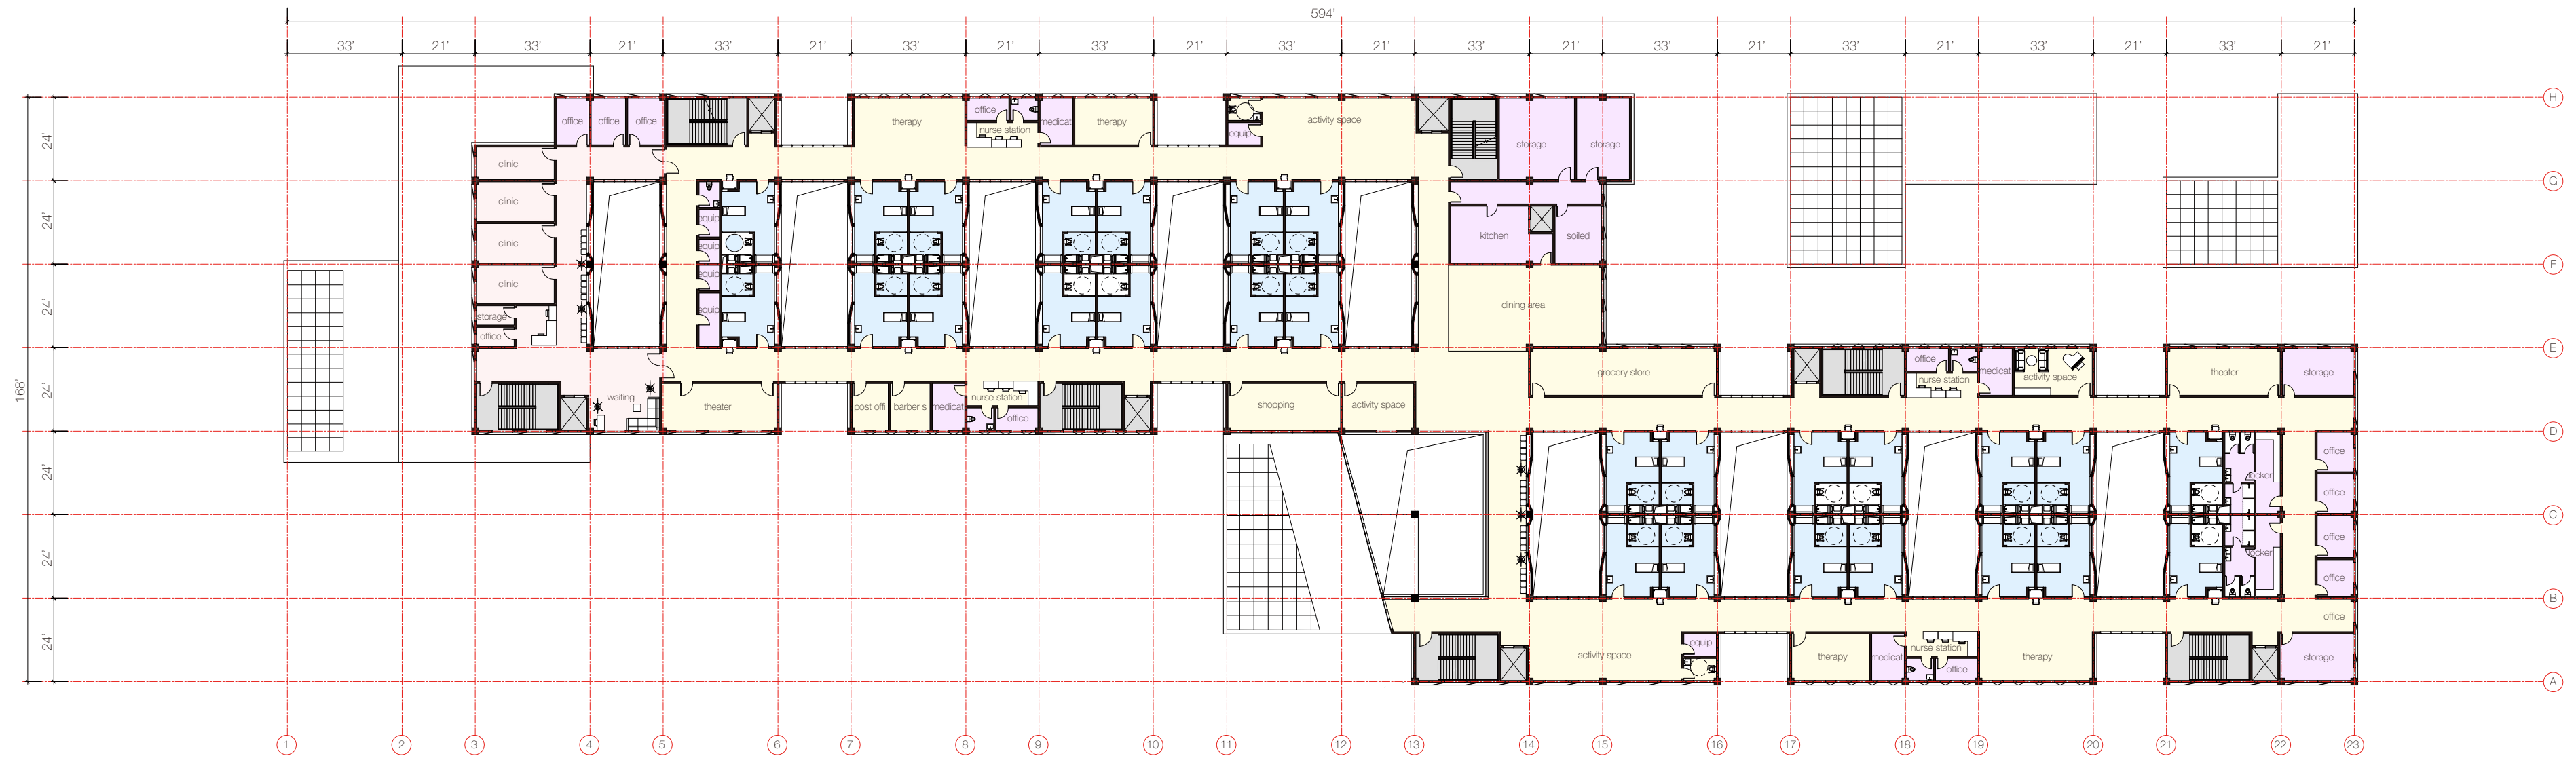 594'
33' 21' 33' 21' 33' 21' 33' 21' 33' 21' 33' 21' 33' 21' 33' 21' 33' 21' 33' 21' 33' 21'
H
office office office
therapy
office
nurse station
medicat
therapy
equip
activity space
storage
storage
24'
clinic
G
clinic
equip
24'
clinic
equip
kitchen
soiled
F
clinic
equip
equip
24'
storage
office
dining area
E
168'
24'
waiting
theater
post offi
barber s
medicat
nurse station
office
shopping
activity space
grocery store
office
nurse station
medicat
activity space
theater
storage
D
24'
ocker
office
office
C
24'
ocker
office
office
B
24'
office
activity space
equip
therapy
medicat
nurse station
office
therapy
storage
A
1 2 3 4 5 6 7 8 9 10 11 12 13 14 15 16 17 18 19 20 21 22 23